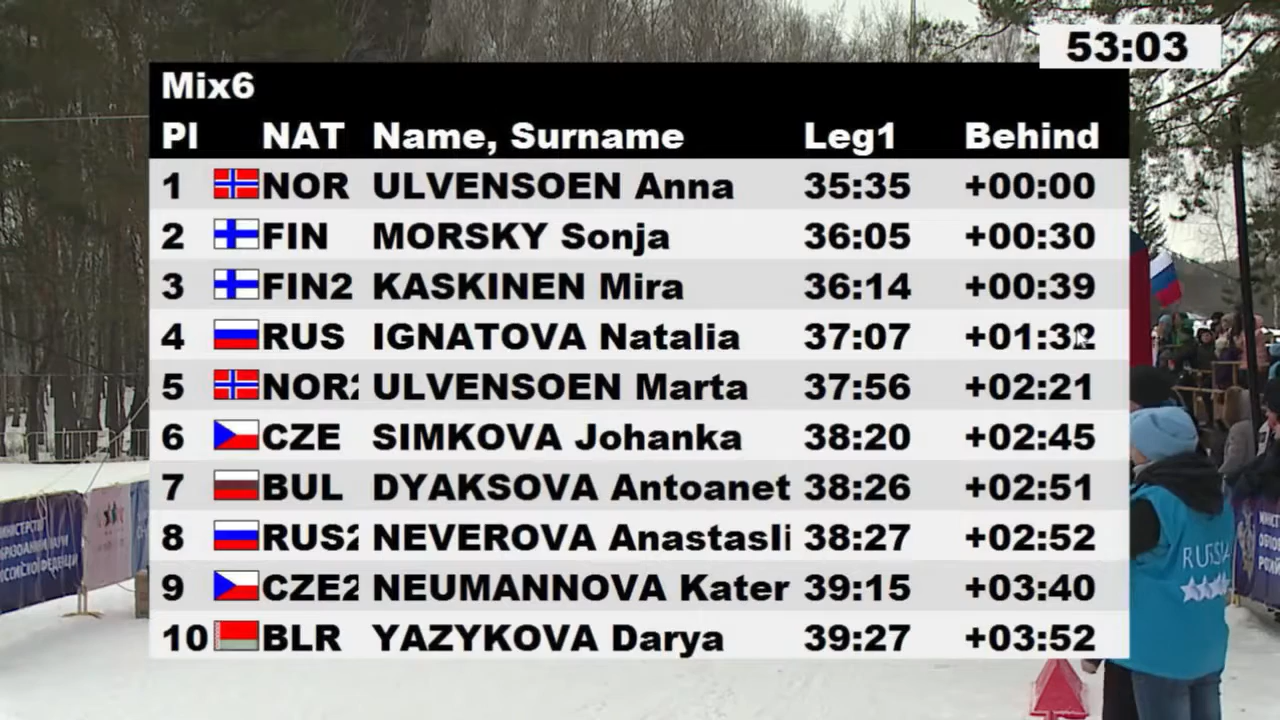 53:03
Mix6
Pl NAT Name, Surname Leg1 Behind
1 NOR ULVENSOEN Anna 35:35 +00:00
2 FIN MORSKY Sonja 36:05 +00:30
3 FIN2 KASKINEN Mira 36:14 +00:39
4 RUS IGNATOVA Natalia 37:07 +01:32
5 NOR2 ULVENSOEN Marta 37:56 +02:21
6 CZE SIMKOVA Johanka 38:20 +02:45
7 BUL DYAKSOVA Antoanet 38:26 +02:51
8 RUS2 NEVEROVA Anastasli 38:27 +02:52
9 CZE2 NEUMANNOVA Kater 39:15 +03:40
10 BLR YAZYKOVA Darya 39:27 +03:52
RUSSIA